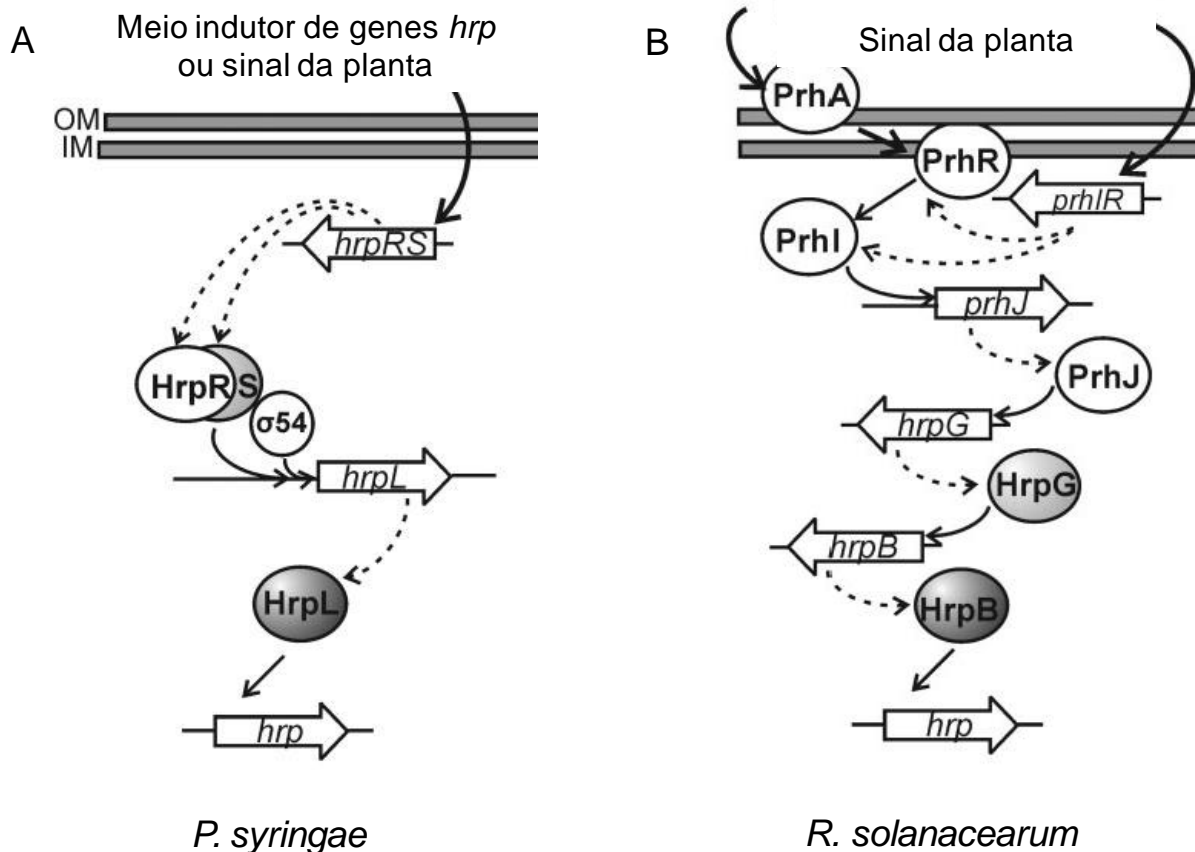 A
Meio indutor de genes hrp
ou sinal da planta
OM
IM
hrpRS
HrpR S
σ54
hrpL
HrpL
hrp
P. syringae
B
Sinal da planta
PrhA
PrhR
prhIR
PrhI
prhJ
PrhJ
hrpG
HrpG
hrpB
HrpB
hrp
R. solanacearum